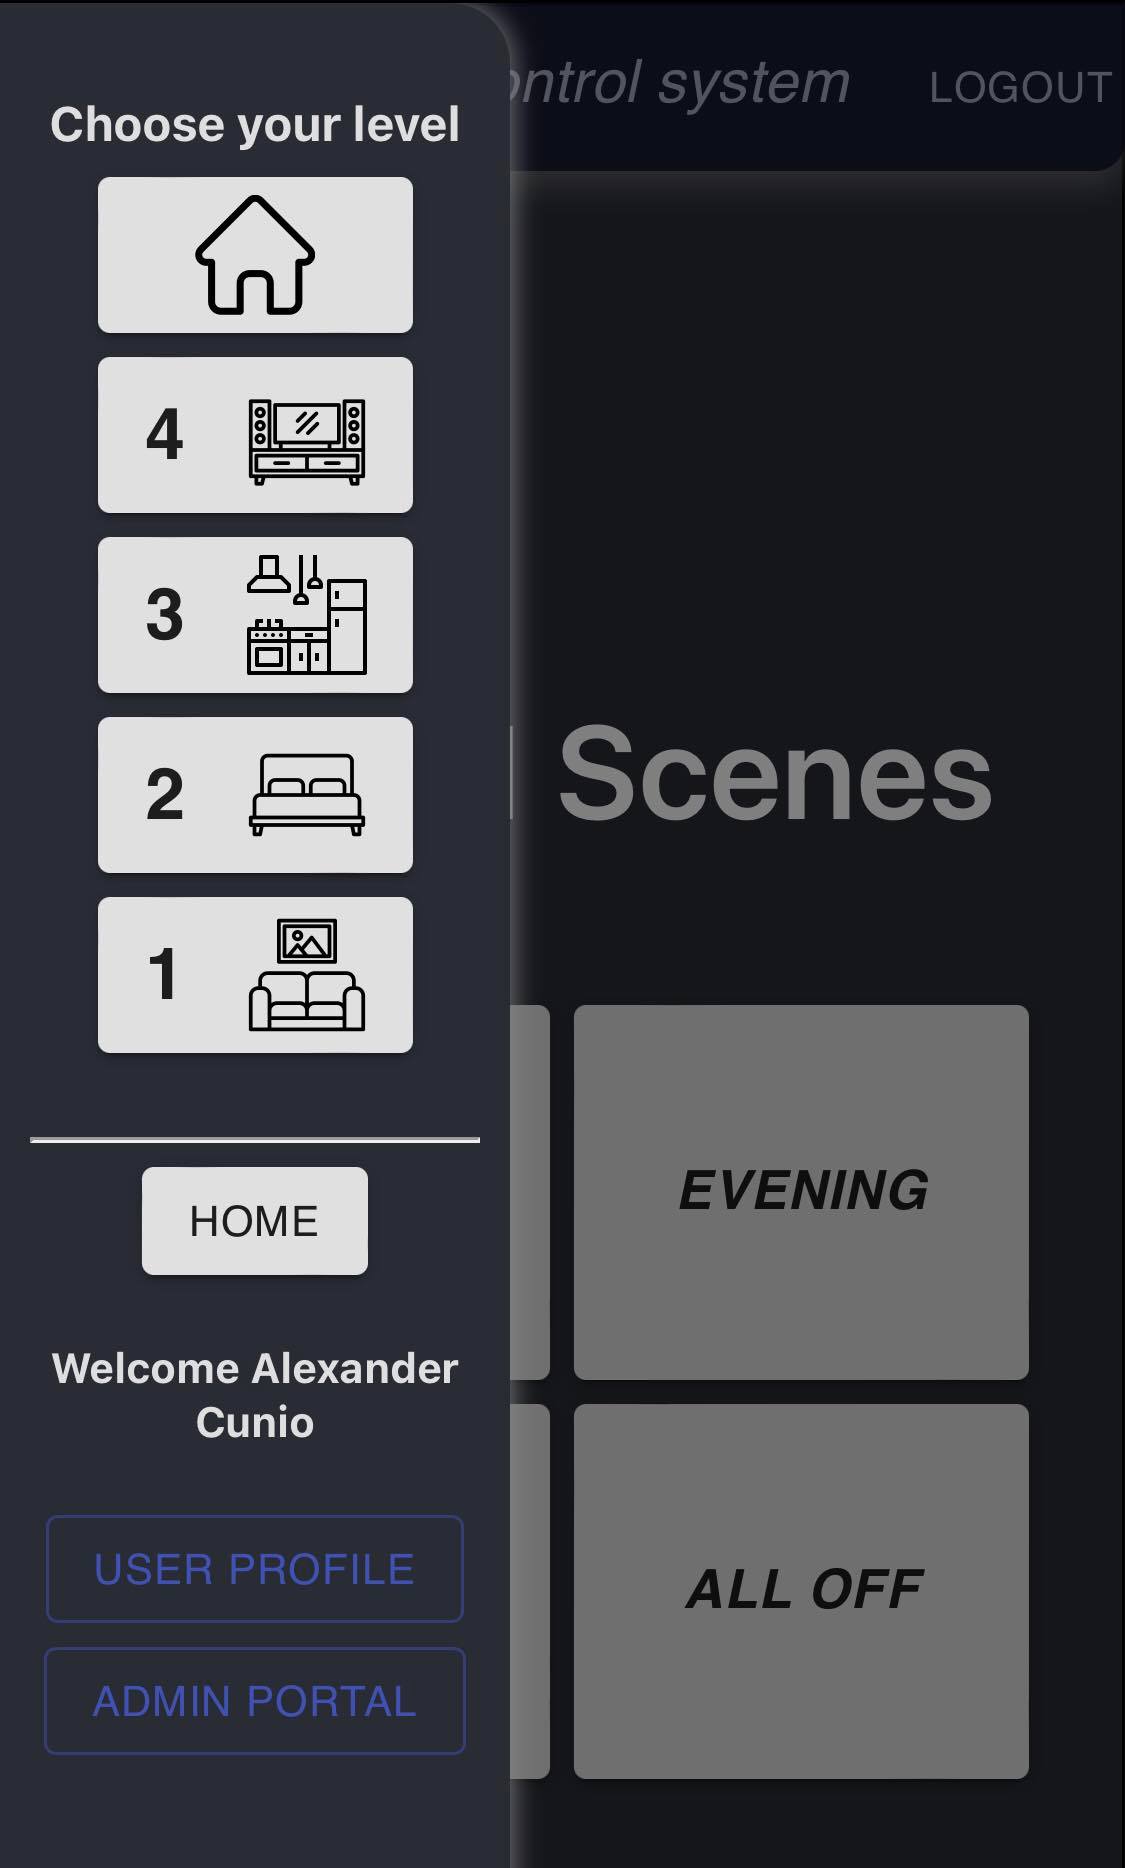 Choose your level
4
3
2
1
HOME
Welcome Alexander
Cunio
USER PROFILE
ADMIN PORTAL
system
LOGOUT
Scenes
EVENING
ALL OFF